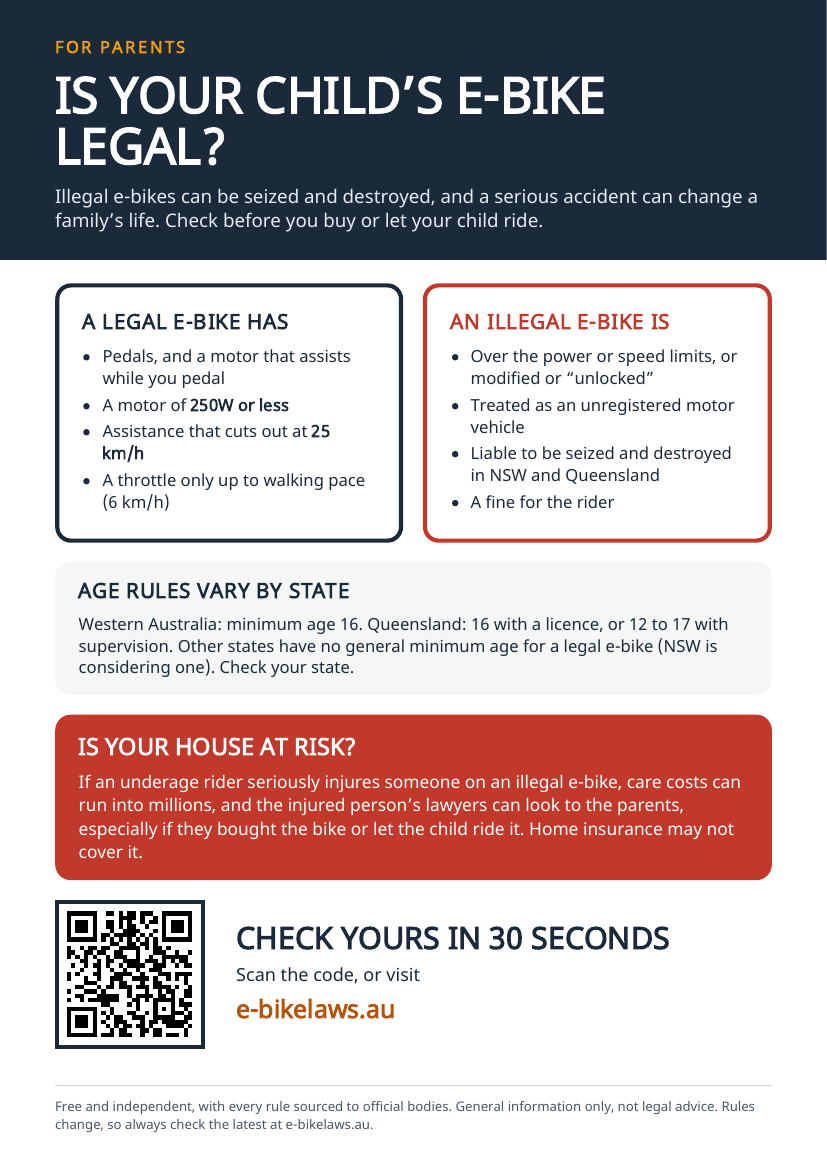 FOR PARENTS
IS YOUR CHILD’S E-BIKE
LEGAL?
Illegal e-bikes can be seized and destroyed, and a serious accident can change a
family’s life. Check before you buy or let your child ride.
A LEGAL E-BIKE HAS
• Pedals, and a motor that assists
while you pedal
• A motor of 250W or less
• Assistance that cuts out at 25
km/h
• A throttle only up to walking pace
(6 km/h)
AN ILLEGAL E-BIKE IS
• Over the power or speed limits, or
modified or “unlocked”
• Treated as an unregistered motor
vehicle
• Liable to be seized and destroyed
in NSW and Queensland
• A fine for the rider
AGE RULES VARY BY STATE
Western Australia: minimum age 16. Queensland: 16 with a licence, or 12 to 17 with
supervision. Other states have no general minimum age for a legal e-bike (NSW is
considering one). Check your state.
IS YOUR HOUSE AT RISK?
If an underage rider seriously injures someone on an illegal e-bike, care costs can
run into millions, and the injured person’s lawyers can look to the parents,
especially if they bought the bike or let the child ride it. Home insurance may not
cover it.
CHECK YOURS IN 30 SECONDS
Scan the code, or visit
e-bikelaws.au
Free and independent, with every rule sourced to official bodies. General information only, not legal advice. Rules
change, so always check the latest at e-bikelaws.au.